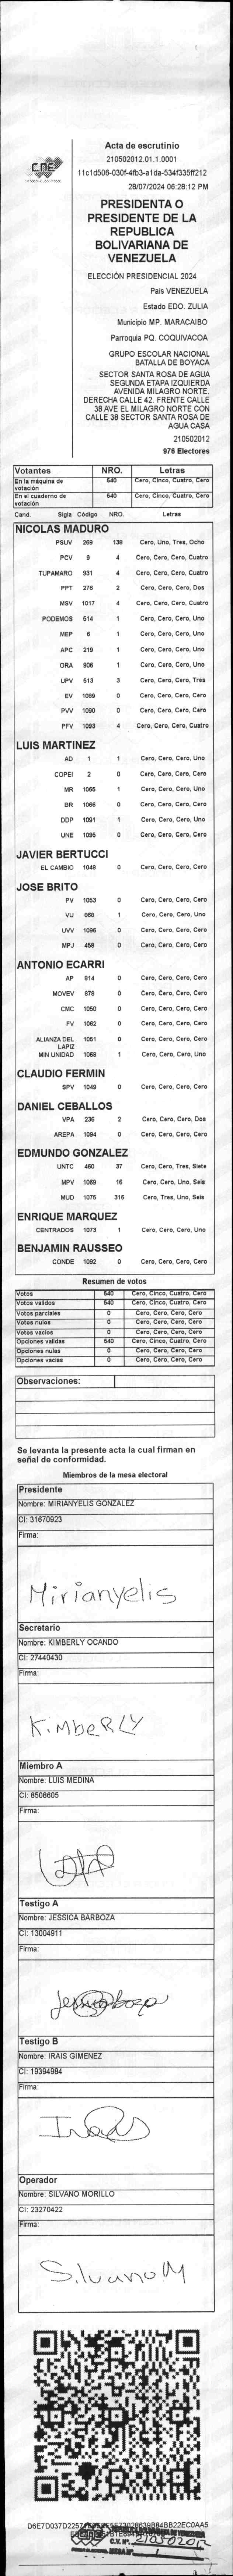 CNE
Acta de escrutinio
210502012.01.1.0001
11c1d506-030f-4fb3-a1da-534f335ff212
28/07/2024 06:28:12 PM
PRESIDENTA O
PRESIDENTE DE LA
REPUBLICA
BOLIVARIANA DE
VENEZUELA
ELECCIÓN PRESIDENCIAL 2024
País VENEZUELA
Estado EDO. ZULIA
Municipio MP. MARACAIBO
Parroquia PQ. COQUIVACOA
GRUPO ESCOLAR NACIONAL
BATALLA DE BOYACA
SECTOR SANTA ROSA DE AGUA
SEGUNDA ETAPA IZQUIERDA
AVENIDA MILAGRO NORTE.
DERECHA CALLE 42. FRENTE CALLE
38 AVE EL MILAGRO NORTE CON
CALLE 38 SECTOR SANTA ROSA DE
AGUA CASA
210502012
976 Electores
Votantes NRO. Letras
En la máquina de votación 540 Cero, Cinco, Cuatro, Cero
En el cuaderno de votación 540 Cero, Cinco, Cuatro, Cero
Cand. Sigla Código NRO. Letras
NICOLAS MADURO
PSUV 269 138 Cero, Uno, Tres, Ocho
PCV 9 4 Cero, Cero, Cero, Cuatro
TUPAMARO 931 4 Cero, Cero, Cero, Cuatro
PPT 276 2 Cero, Cero, Cero, Dos
MSV 1017 4 Cero, Cero, Cero, Cuatro
PODEMOS 514 1 Cero, Cero, Cero, Uno
MEP 6 1 Cero, Cero, Cero, Uno
APC 219 1 Cero, Cero, Cero, Uno
ORA 906 1 Cero, Cero, Cero, Uno
UPV 513 3 Cero, Cero, Cero, Tres
EV 1089 0 Cero, Cero, Cero, Cero
PVV 1090 0 Cero, Cero, Cero, Cero
PFV 1093 4 Cero, Cero, Cero, Cuatro
LUIS MARTINEZ
AD 1 1 Cero, Cero, Cero, Uno
COPEI 2 0 Cero, Cero, Cero, Cero
MR 1065 1 Cero, Cero, Cero, Uno
BR 1066 0 Cero, Cero, Cero, Cero
DDP 1091 1 Cero, Cero, Cero, Uno
UNE 1095 0 Cero, Cero, Cero, Cero
JAVIER BERTUCCI
EL CAMBIO 1048 0 Cero, Cero, Cero, Cero
JOSE BRITO
PV 1053 0 Cero, Cero, Cero, Cero
VU 868 1 Cero, Cero, Cero, Uno
UVV 1096 0 Cero, Cero, Cero, Cero
MPJ 458 0 Cero, Cero, Cero, Cero
ANTONIO ECARRI
AP 814 0 Cero, Cero, Cero, Cero
MOVEV 878 0 Cero, Cero, Cero, Cero
CMC 1050 0 Cero, Cero, Cero, Cero
FV 1062 0 Cero, Cero, Cero, Cero
ALIANZA DEL LAPIZ 1051 0 Cero, Cero, Cero, Cero
MIN UNIDAD 1068 1 Cero, Cero, Cero, Uno
CLAUDIO FERMIN
SPV 1049 0 Cero, Cero, Cero, Cero
DANIEL CEBALLOS
VPA 236 2 Cero, Cero, Cero, Dos
AREPA 1094 0 Cero, Cero, Cero, Cero
EDMUNDO GONZALEZ
UNTC 460 37 Cero, Cero, Tres, Siete
MPV 1069 16 Cero, Cero, Uno, Seis
MUD 1075 316 Cero, Tres, Uno, Seis
ENRIQUE MARQUEZ
CENTRADOS 1073 1 Cero, Cero, Cero, Uno
BENJAMIN RAUSSEO
CONDE 1092 0 Cero, Cero, Cero, Cero
Resumen de votos
Votos 540 Cero, Cinco, Cuatro, Cero
Votos validos 540 Cero, Cinco, Cuatro, Cero
Votos parciales 0 Cero, Cero, Cero, Cero
Votos nulos 0 Cero, Cero, Cero, Cero
Votos vacios 0 Cero, Cero, Cero, Cero
Opciones validas 540 Cero, Cinco, Cuatro, Cero
Opciones nulas 0 Cero, Cero, Cero, Cero
Opciones vacias 0 Cero, Cero, Cero, Cero
Observaciones:
Se levanta la presente acta la cual firman en
señal de conformidad.
Miembros de la mesa electoral
Presidente
Nombre: MIRIANYELIS GONZALEZ
CI: 31670923
Firma:
Mirianyelis
Secretario
Nombre: KIMBERLY OCANDO
CI: 27440430
Firma:
KiMbeRLY
Miembro A
Nombre: LUIS MEDINA
CI: 8508605
Firma:
Testigo A
Nombre: JESSICA BARBOZA
CI: 13004911
Firma:
Testigo B
Nombre: IRAIS GIMENEZ
CI: 19394984
Firma:
Irais
Operador
Nombre: SILVANO MORILLO
CI: 23270422
Firma:
Silvano M
210502012